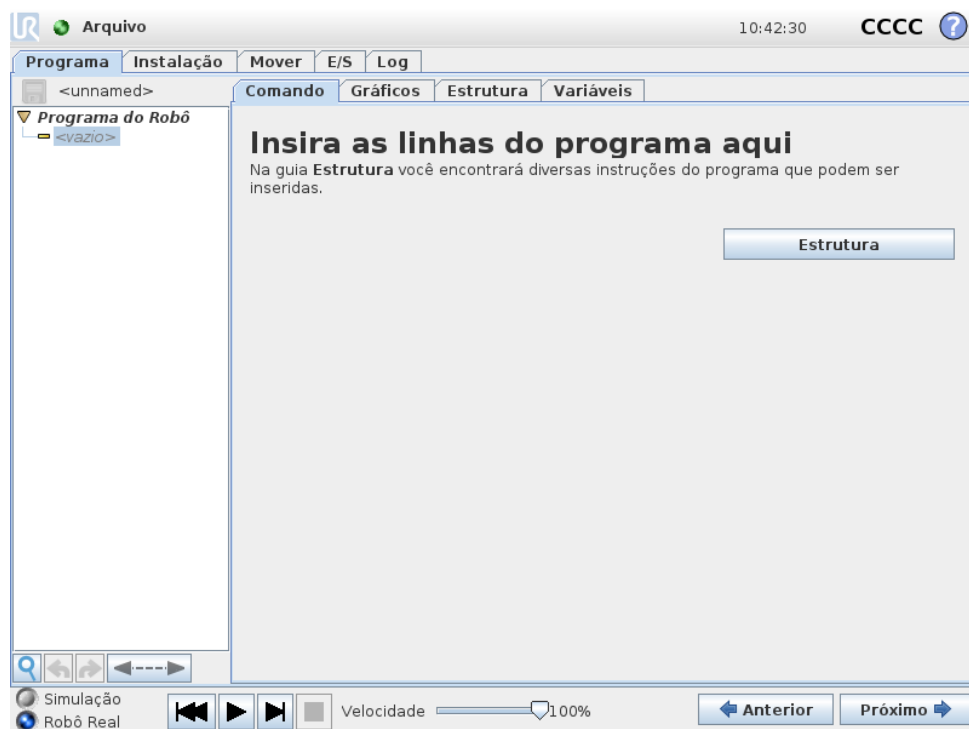 UR Arquivo 10:42:30 CCCC ?
Programa Instalação Mover E/S Log
<unnamed> Comando Gráficos Estrutura Variáveis
Programa do Robô
<vazio>
Insira as linhas do programa aqui
Na guia Estrutura você encontrará diversas instruções do programa que podem ser
inseridas.
Estrutura
Simulação
Robô Real
Velocidade 100%
Anterior Próximo